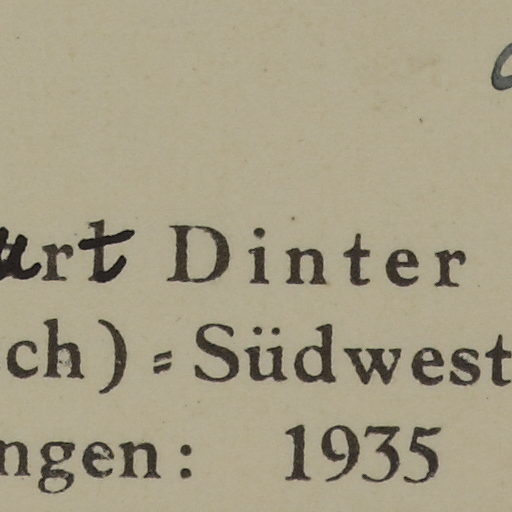 urt Dinter
ch)=Südwest
ngen: 1935